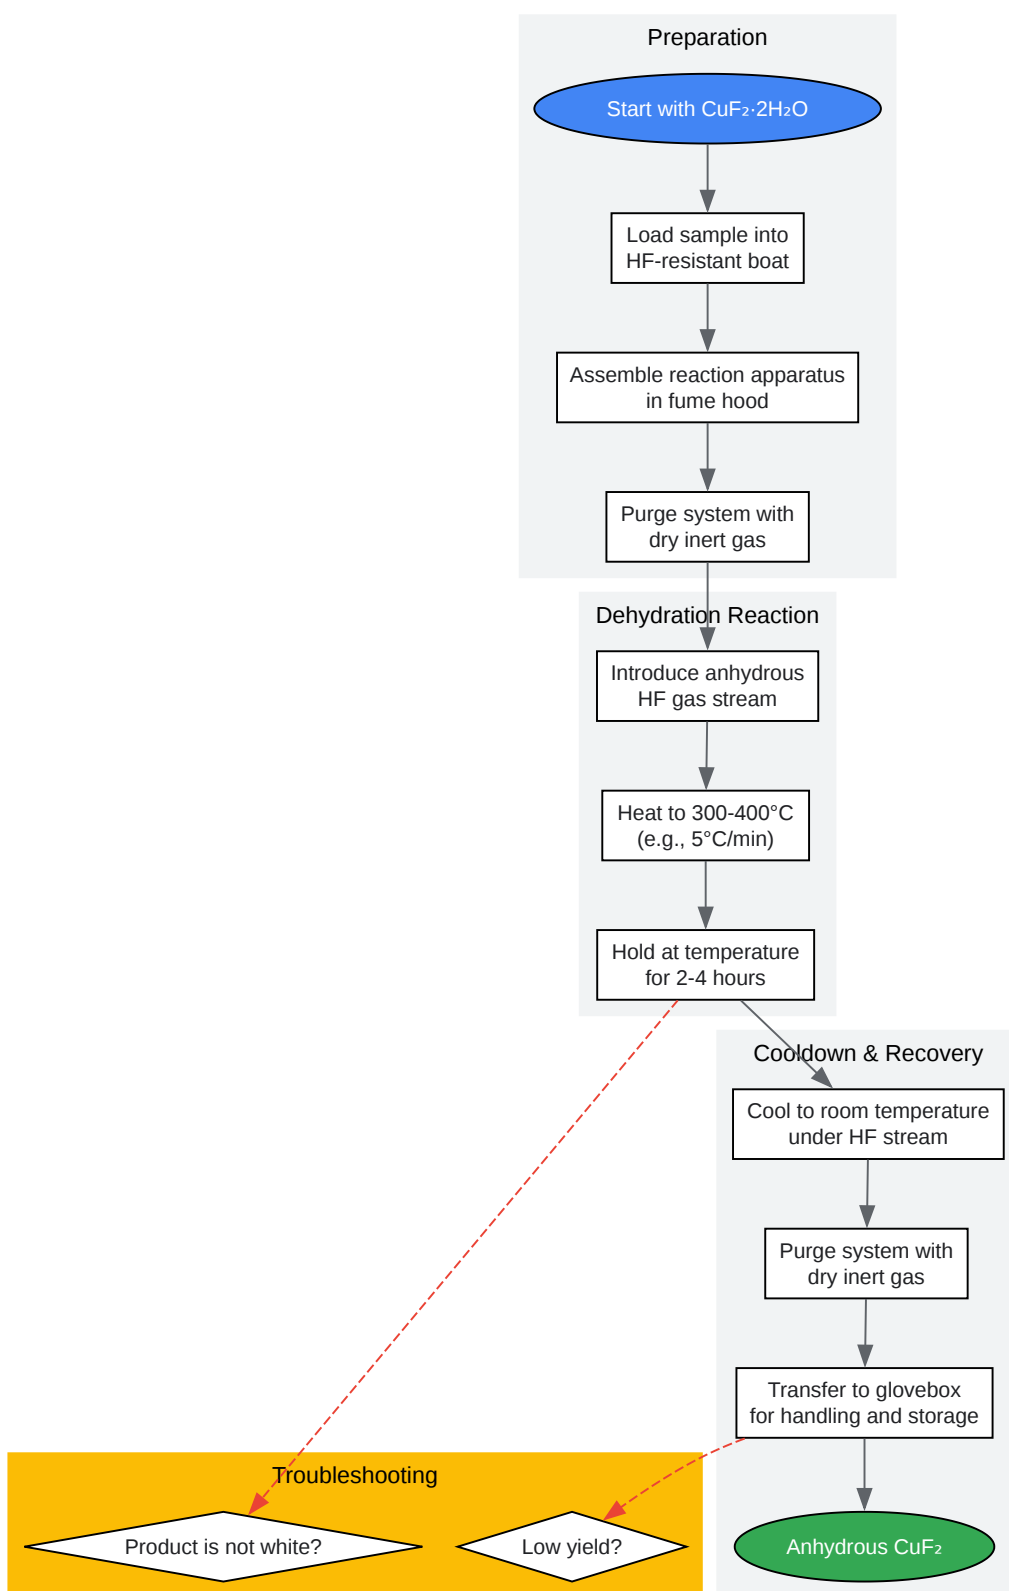 Preparation
Start with CuF₂·2H₂O
Load sample into
HF-resistant boat
Assemble reaction apparatus
in fume hood
Purge system with
dry inert gas
Dehydration Reaction
Introduce anhydrous
HF gas stream
Heat to 300-400°C
(e.g., 5°C/min)
Hold at temperature
for 2-4 hours
Cooldown & Recovery
Cool to room temperature
under HF stream
Purge system with
dry inert gas
Transfer to glovebox
for handling and storage
Troubleshooting
Product is not white?
Low yield?
Anhydrous CuF₂